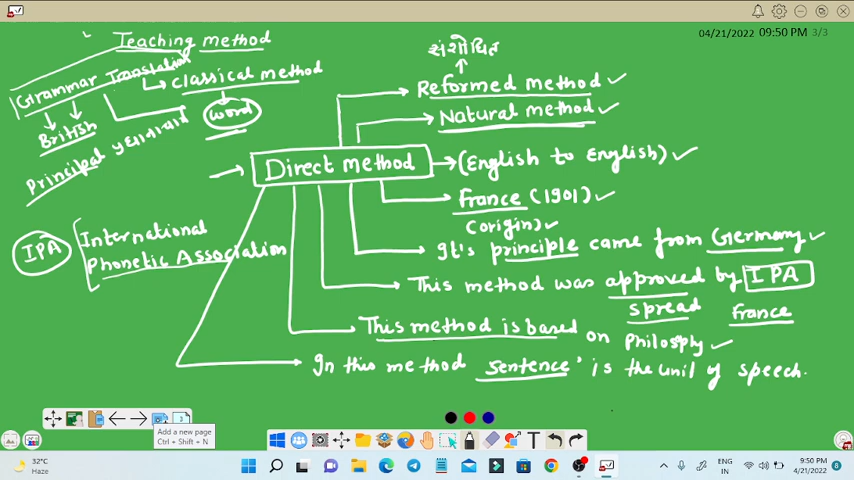 04/21/2022 09:50 PM 3/3
Teaching method
Grammar Translation
classical method
British
word
Principal
संशोधित
Reformed method
Natural method
Direct method
(English to English)
France (1901)
(origin)
It's principle came from Germany
This method was approved by IPA
spread France
This method is based on Philosophy
In this method sentence' is the unit of speech.
IPA
International
Phonetic Association
3
Add a new page
Ctrl + Shift + N
T
32°C
Haze
ENG
IN
9:50 PM
4/21/2022
8